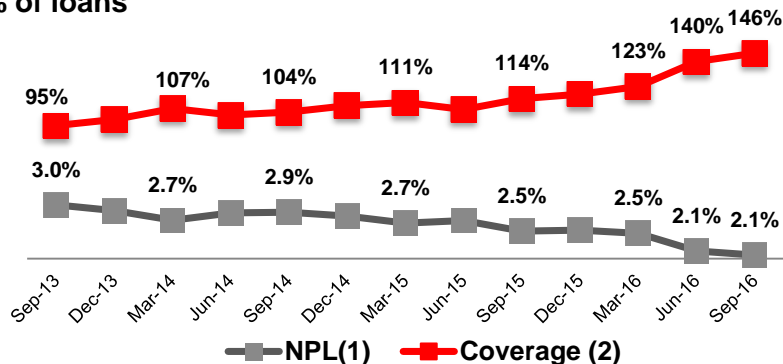 % of loans
95% 107% 104% 111% 114% 123% 140% 146%
3.0% 2.7% 2.9% 2.7% 2.5% 2.5% 2.1% 2.1%
Sep-13 Dec-13 Mar-14 Jun-14 Sep-14 Dec-14 Mar-15 Jun-15 Sep-15 Dec-15 Mar-16 Jun-16 Sep-16
NPL(1) Coverage (2)